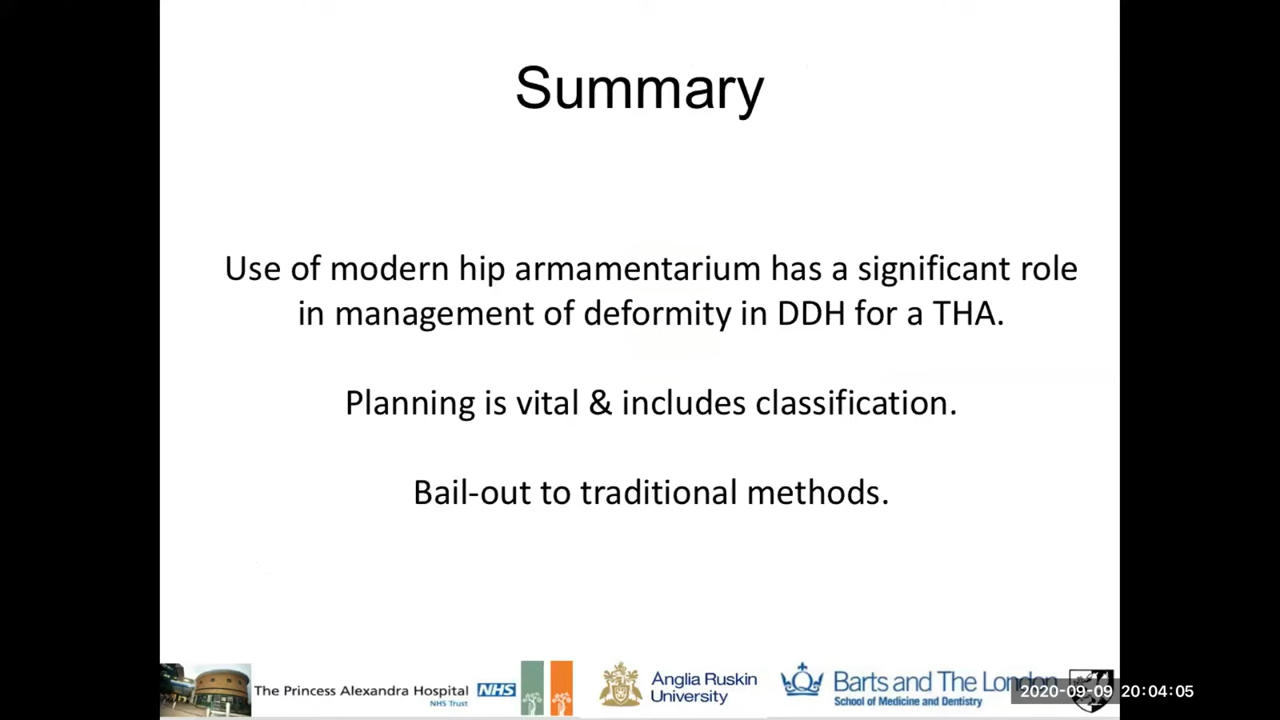 Summary
Use of modern hip armamentarium has a significant role
in management of deformity in DDH for a THA.
Planning is vital & includes classification.
Bail-out to traditional methods.
The Princess Alexandra Hospital NHS
NHS Trust
Anglia Ruskin
University
Barts and The London
School of Medicine and Dentistry
2020-09-09 20:04:05